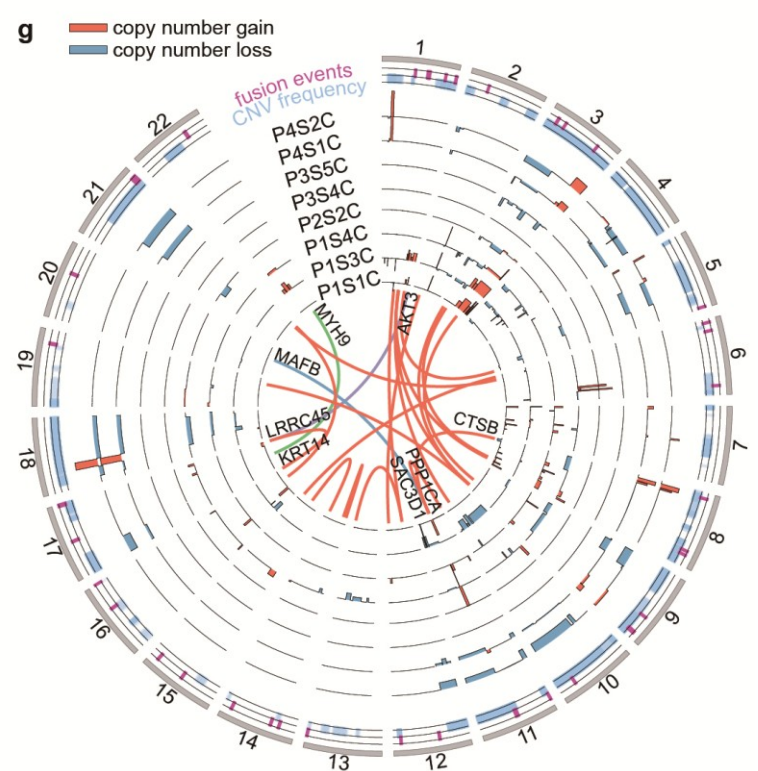 g
copy number gain
copy number loss
fusion events
CNV frequency
P4S2C
P4S1C
P3S5C
P3S4C
P2S2C
P1S4C
P1S3C
P1S1C
1
2
3
4
5
6
7
8
9
10
11
12
13
14
15
16
17
18
19
20
21
22
MYH9
AKT3
MAFB
LRRC45
KRT14
CTSB
PPP1CA
SAC3D1